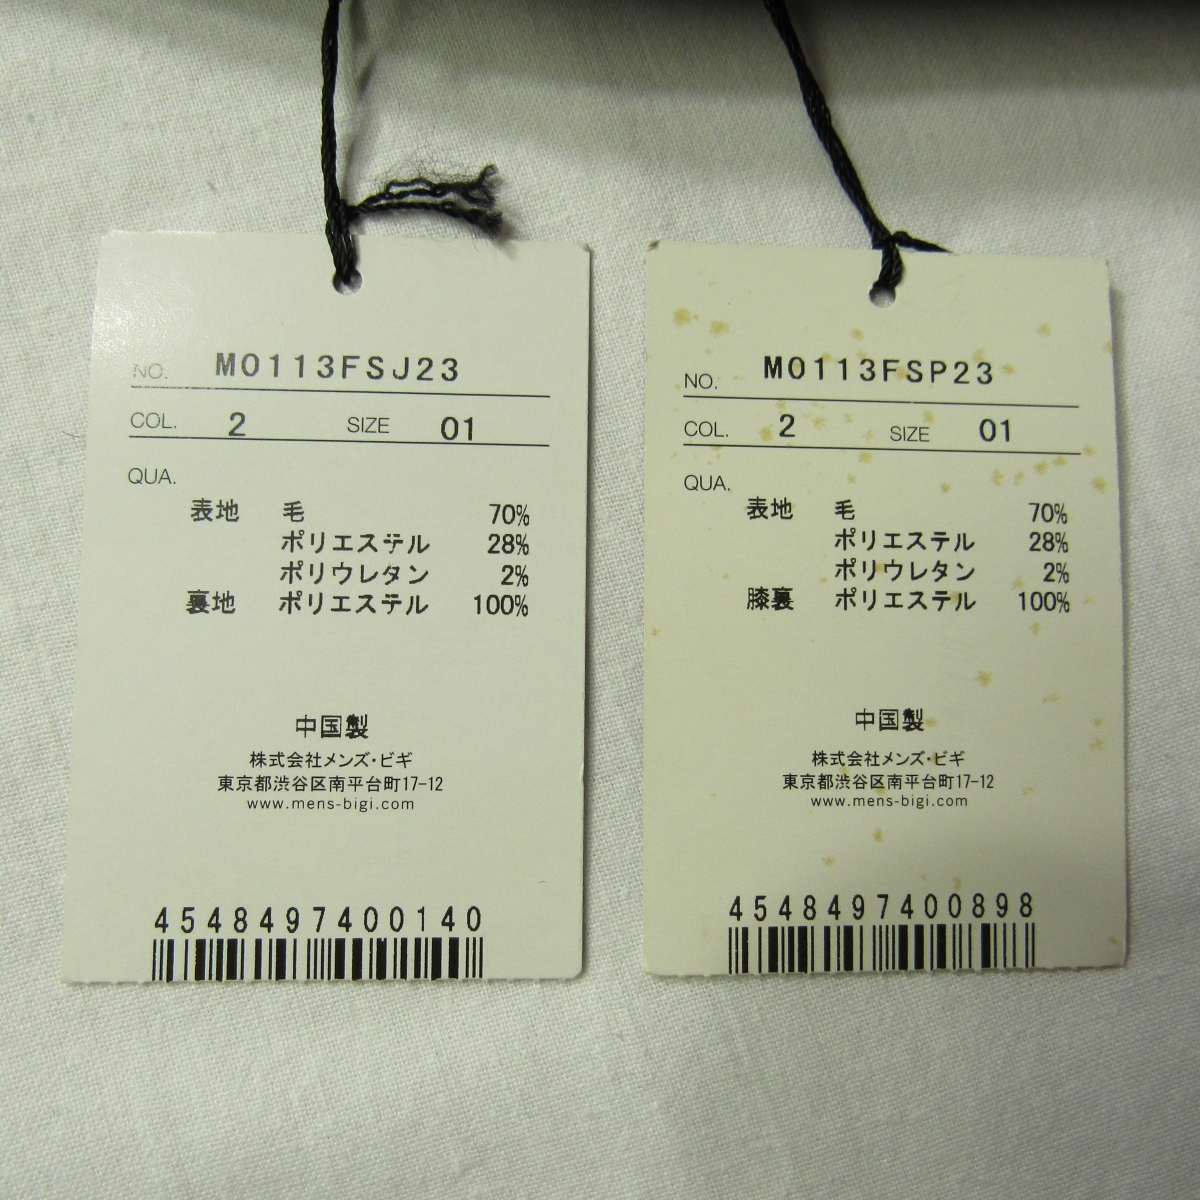 NO. M0113FSJ23
COL. 2 SIZE 01
QUA.
表地 毛 70%
ポリエステル 28%
ポリウレタン 2%
裏地 ポリエステル 100%
中国製
株式会社メンズ・ビギ
東京都渋谷区南平台町17-12
www.mens-bigi.com
4548497400140
NO. M0113FSP23
COL. 2 SIZE 01
QUA.
表地 毛 70%
ポリエステル 28%
ポリウレタン 2%
膝裏 ポリエステル 100%
中国製
株式会社メンズ・ビギ
東京都渋谷区南平台町17-12
www.mens-bigi.com
4548497400898